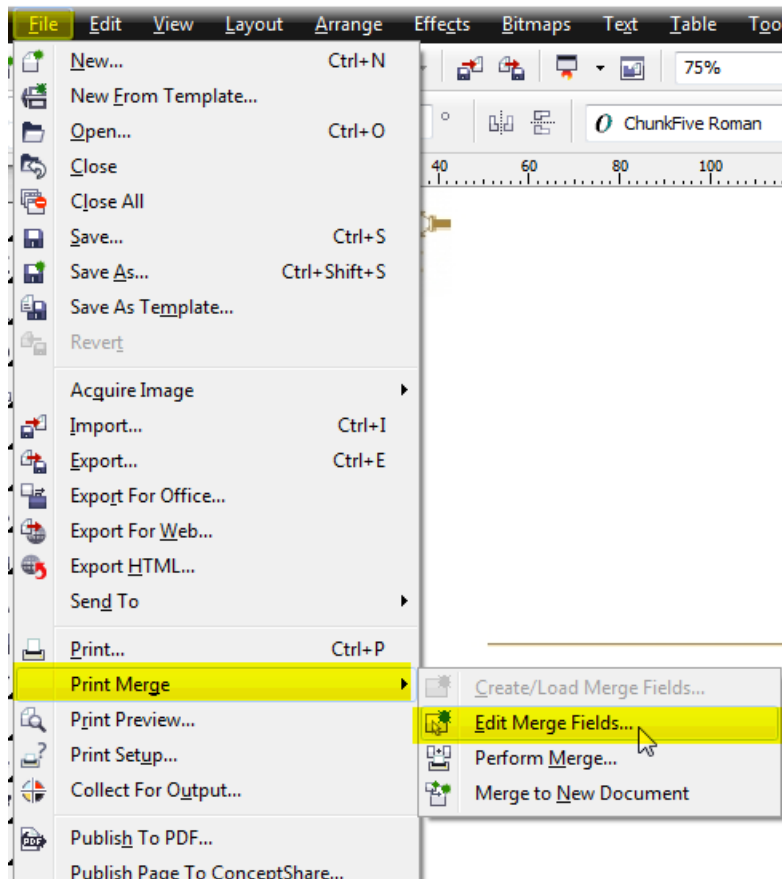 File Edit View Layout Arrange Effects Bitmaps Text Table Too
New... Ctrl+N
75%
New From Template...
Open... Ctrl+O
° ChunkFive Roman
Close
40 60 80 100
Close All
Save... Ctrl+S
Save As... Ctrl+Shift+S
Save As Template...
Revert
Acquire Image
Import... Ctrl+I
Export... Ctrl+E
Export For Office...
Export For Web...
Export HTML...
Send To
Print... Ctrl+P
Print Merge
Create/Load Merge Fields...
Print Preview...
Edit Merge Fields...
Print Setup...
Perform Merge...
Collect For Output...
Merge to New Document
PDF
Publish To PDF...
Publish Page To ConceptShare...